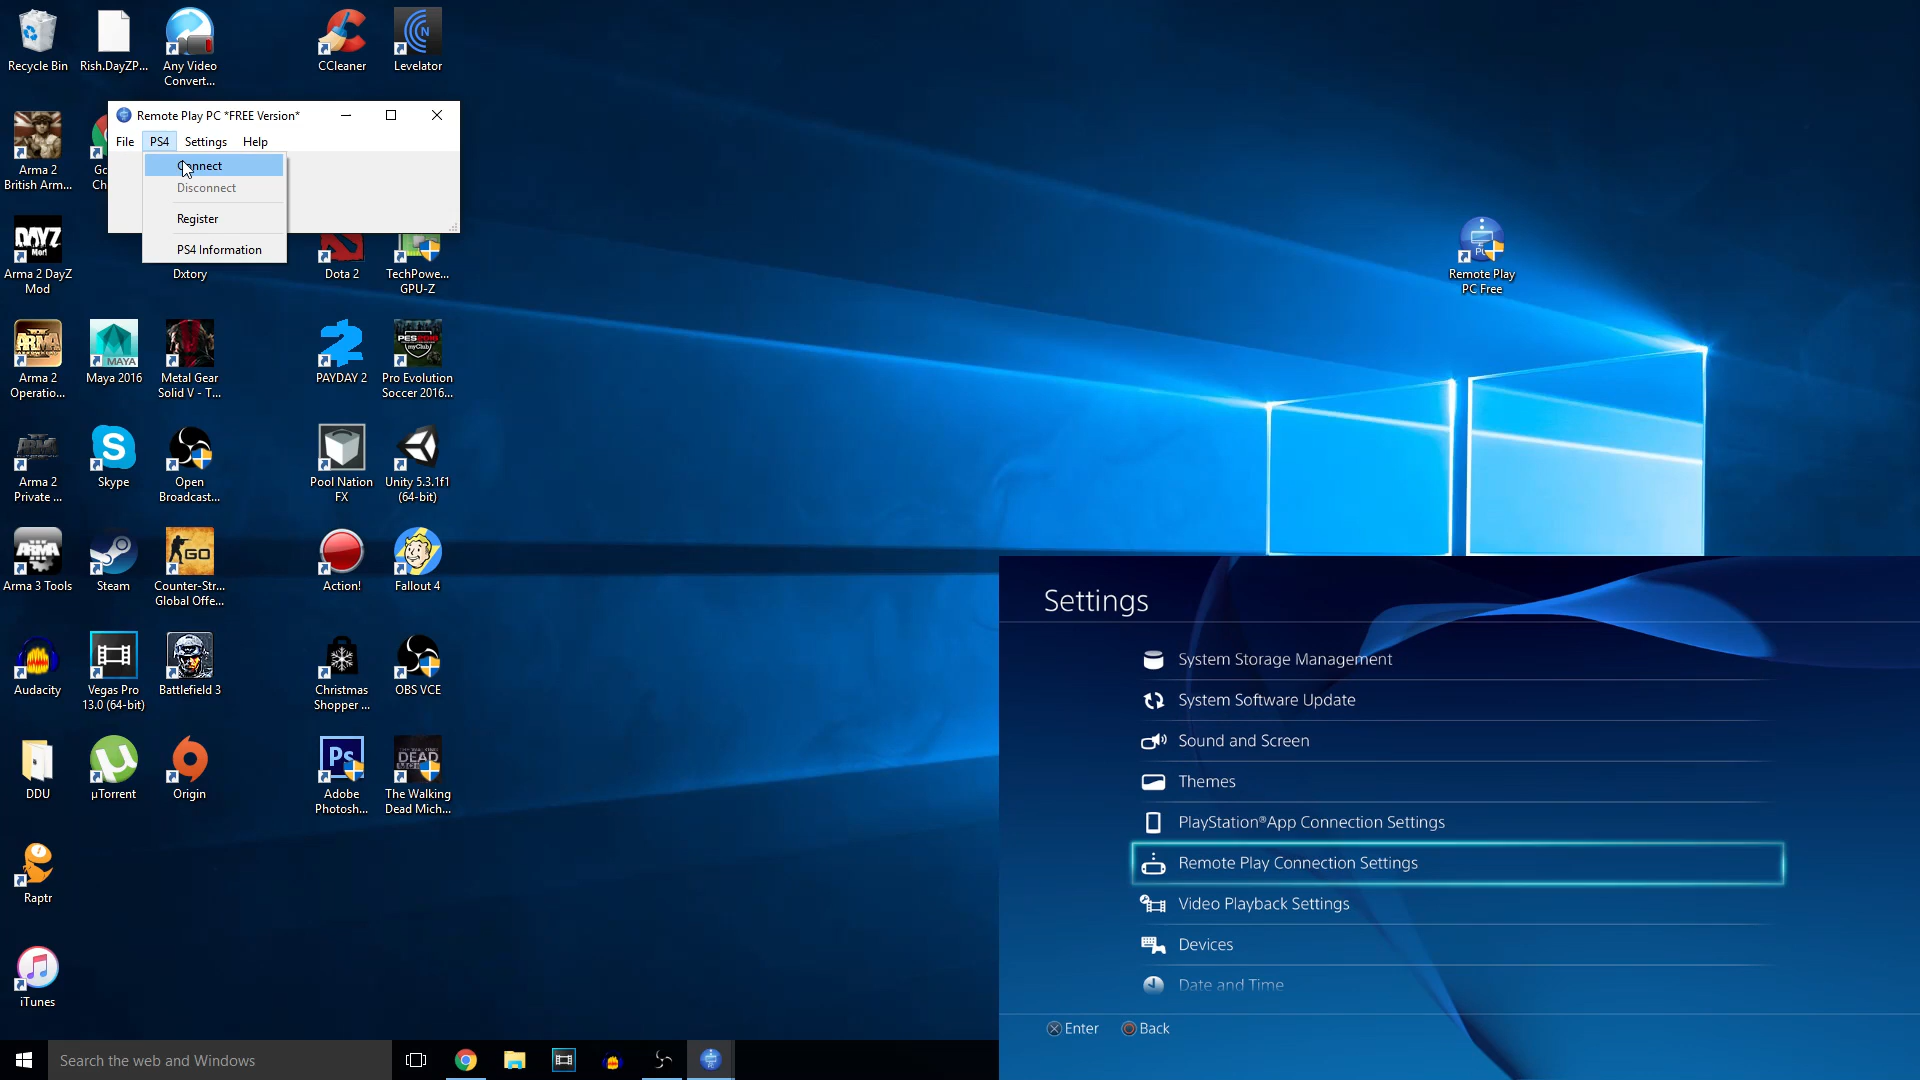 Recycle Bin
Rish.DayZP...
Any Video
Convert...
CCleaner
Levelator
Remote Play PC *FREE Version*
File PS4 Settings Help
Connect
Disconnect
Register
PS4 Information
Arma 2
British Arm...
Arma 2 DayZ
Mod
Dxtory
Dota 2
TechPowe...
GPU-Z
Remote Play
PC Free
Arma 2
Operatio...
Maya 2016
Metal Gear
Solid V - T...
PAYDAY 2
Pro Evolution
Soccer 2016...
Arma 2
Private ...
Skype
Open
Broadcast...
Pool Nation
FX
Unity 5.3.1f1
(64-bit)
Arma 3 Tools
Steam
Counter-Str...
Global Offe...
Action!
Fallout 4
Audacity
Vegas Pro
13.0 (64-bit)
Battlefield 3
Christmas
Shopper ...
OBS VCE
DDU
µTorrent
Origin
Adobe
Photosh...
The Walking
Dead Mich...
Raptr
iTunes
Search the web and Windows
Settings
System Storage Management
System Software Update
Sound and Screen
Themes
PlayStation®App Connection Settings
Remote Play Connection Settings
Video Playback Settings
Devices
Date and Time
Enter Back